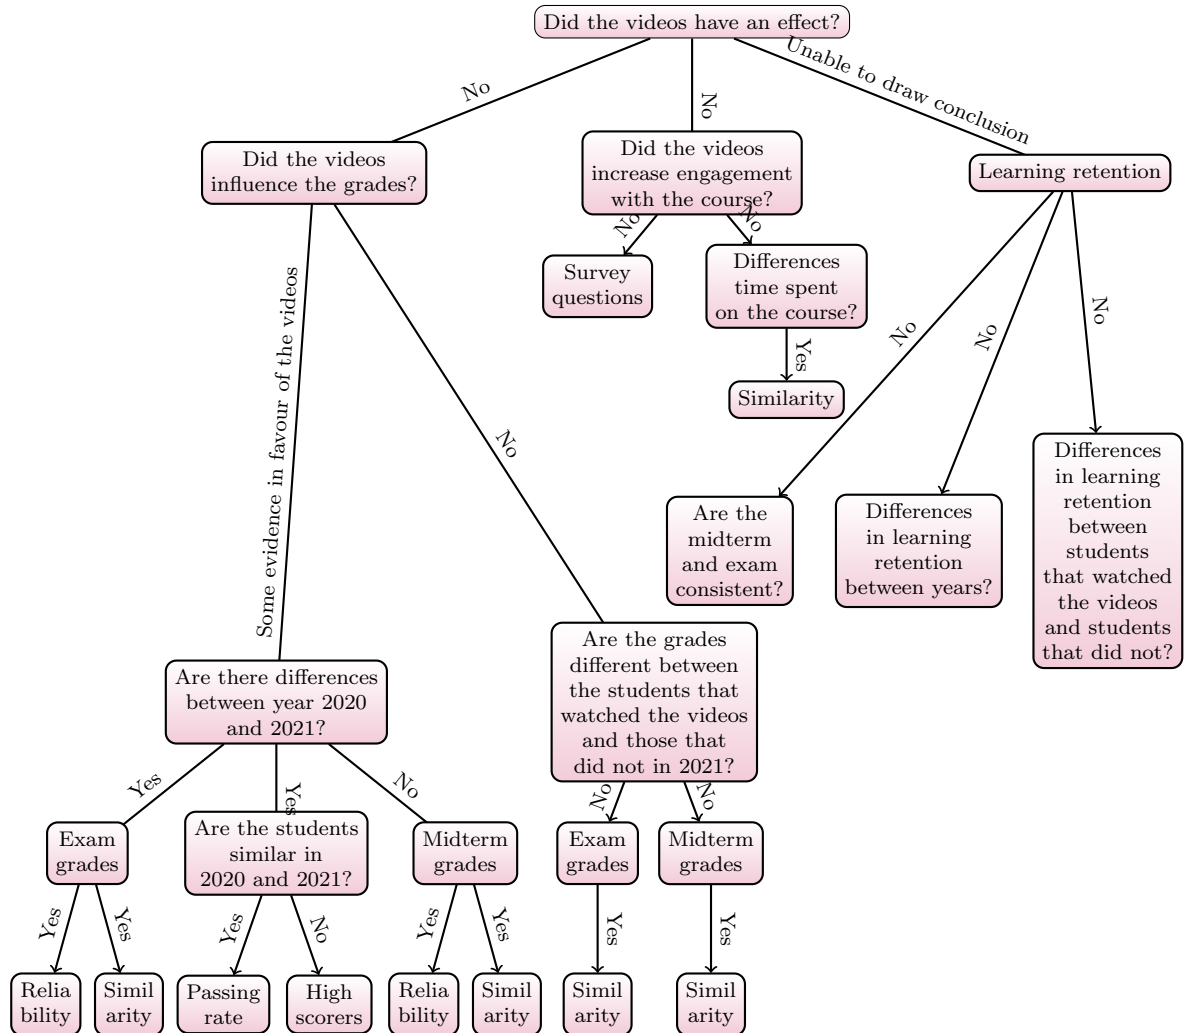 Did the videos have an effect?
No
No
Unable to draw conclusion
Did the videos
influence the grades?
Did the videos
increase engagement
with the course?
Learning retention
No
No
Survey
questions
Differences
time spent
on the course?
Yes
Similarity
Some evidence in favour of the videos
No
No
No
No
Are the
midterm
and exam
consistent?
Differences
in learning
retention
between years?
Differences
in learning
retention
between
students
that watched
the videos
and students
that did not?
Are there differences
between year 2020
and 2021?
Are the grades
different between
the students that
watched the videos
and those that
did not in 2021?
Yes
Yes
No
No
No
Exam
grades
Are the students
similar in
2020 and 2021?
Midterm
grades
Exam
grades
Midterm
grades
Yes
Yes
Yes
No
Yes
Yes
Yes
Yes
Relia
bility
Simil
arity
Passing
rate
High
scorers
Relia
bility
Simil
arity
Simil
arity
Simil
arity